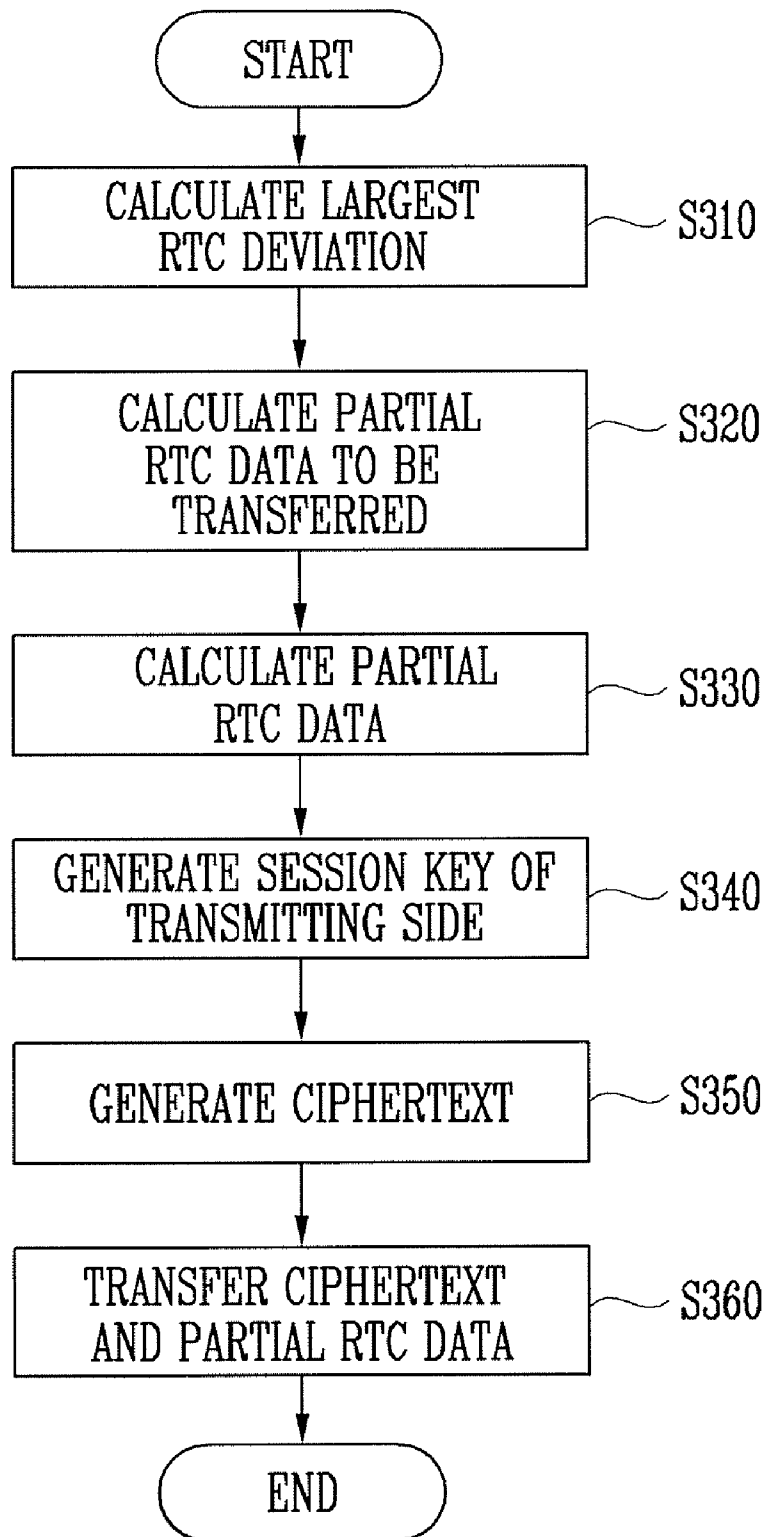 START
CALCULATE LARGEST
RTC DEVIATION
S310
CALCULATE PARTIAL
RTC DATA TO BE
TRANSFERRED
S320
CALCULATE PARTIAL
RTC DATA
S330
GENERATE SESSION KEY OF
TRANSMITTING SIDE
S340
GENERATE CIPHERTEXT
S350
TRANSFER CIPHERTEXT
AND PARTIAL RTC DATA
S360
END